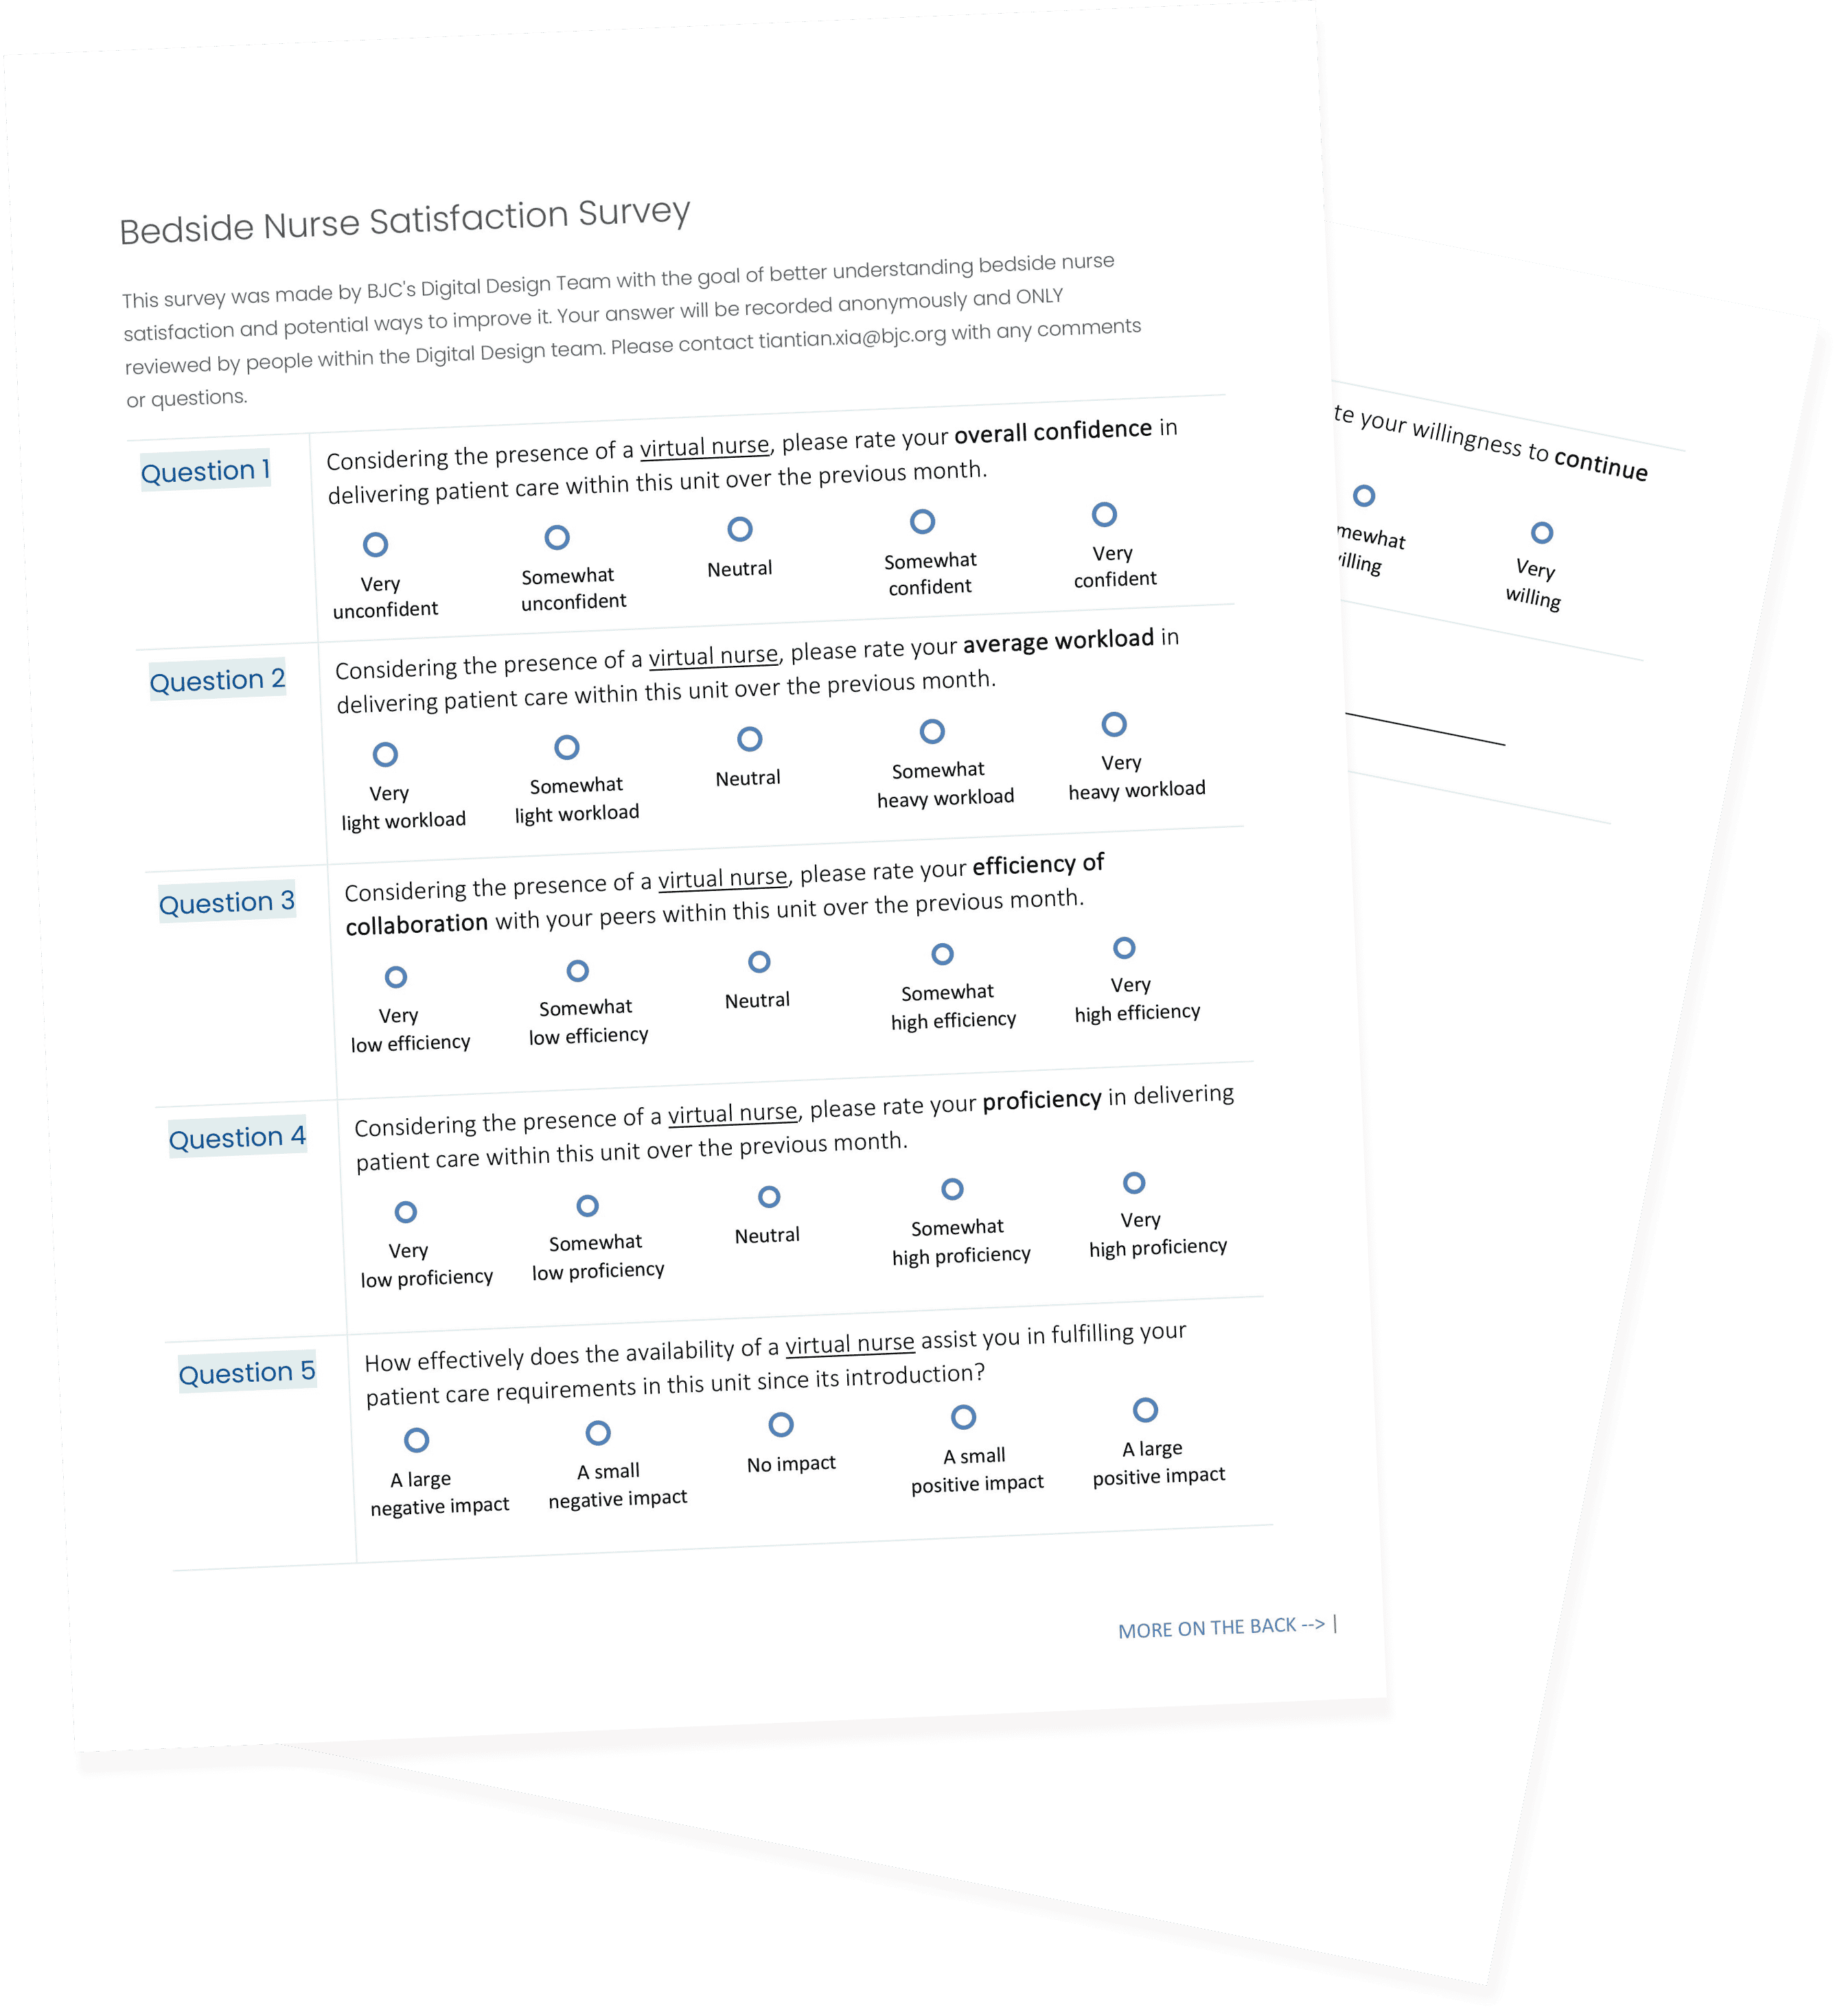 Bedside Nurse Satisfaction Survey
This survey was made by BJC's Digital Design Team with the goal of better understanding bedside nurse
satisfaction and potential ways to improve it. Your answer will be recorded anonymously and ONLY
reviewed by people within the Digital Design team. Please contact tiantian.xia@bjc.org with any comments
or questions.
Question 1
Considering the presence of a virtual nurse, please rate your overall confidence in
delivering patient care within this unit over the previous month.
Very
unconfident
Somewhat
unconfident
Neutral
Somewhat
confident
Very
confident
Question 2
Considering the presence of a virtual nurse, please rate your average workload in
delivering patient care within this unit over the previous month.
Very
light workload
Somewhat
light workload
Neutral
Somewhat
heavy workload
Very
heavy workload
Question 3
Considering the presence of a virtual nurse, please rate your efficiency of
collaboration with your peers within this unit over the previous month.
Very
low efficiency
Somewhat
low efficiency
Neutral
Somewhat
high efficiency
Very
high efficiency
Question 4
Considering the presence of a virtual nurse, please rate your proficiency in delivering
patient care within this unit over the previous month.
Very
low proficiency
Somewhat
low proficiency
Neutral
Somewhat
high proficiency
Very
high proficiency
Question 5
How effectively does the availability of a virtual nurse assist you in fulfilling your
patient care requirements in this unit since its introduction?
A large
negative impact
A small
negative impact
No impact
A small
positive impact
A large
positive impact
MORE ON THE BACK --> |
your willingness to continue
Very
willing